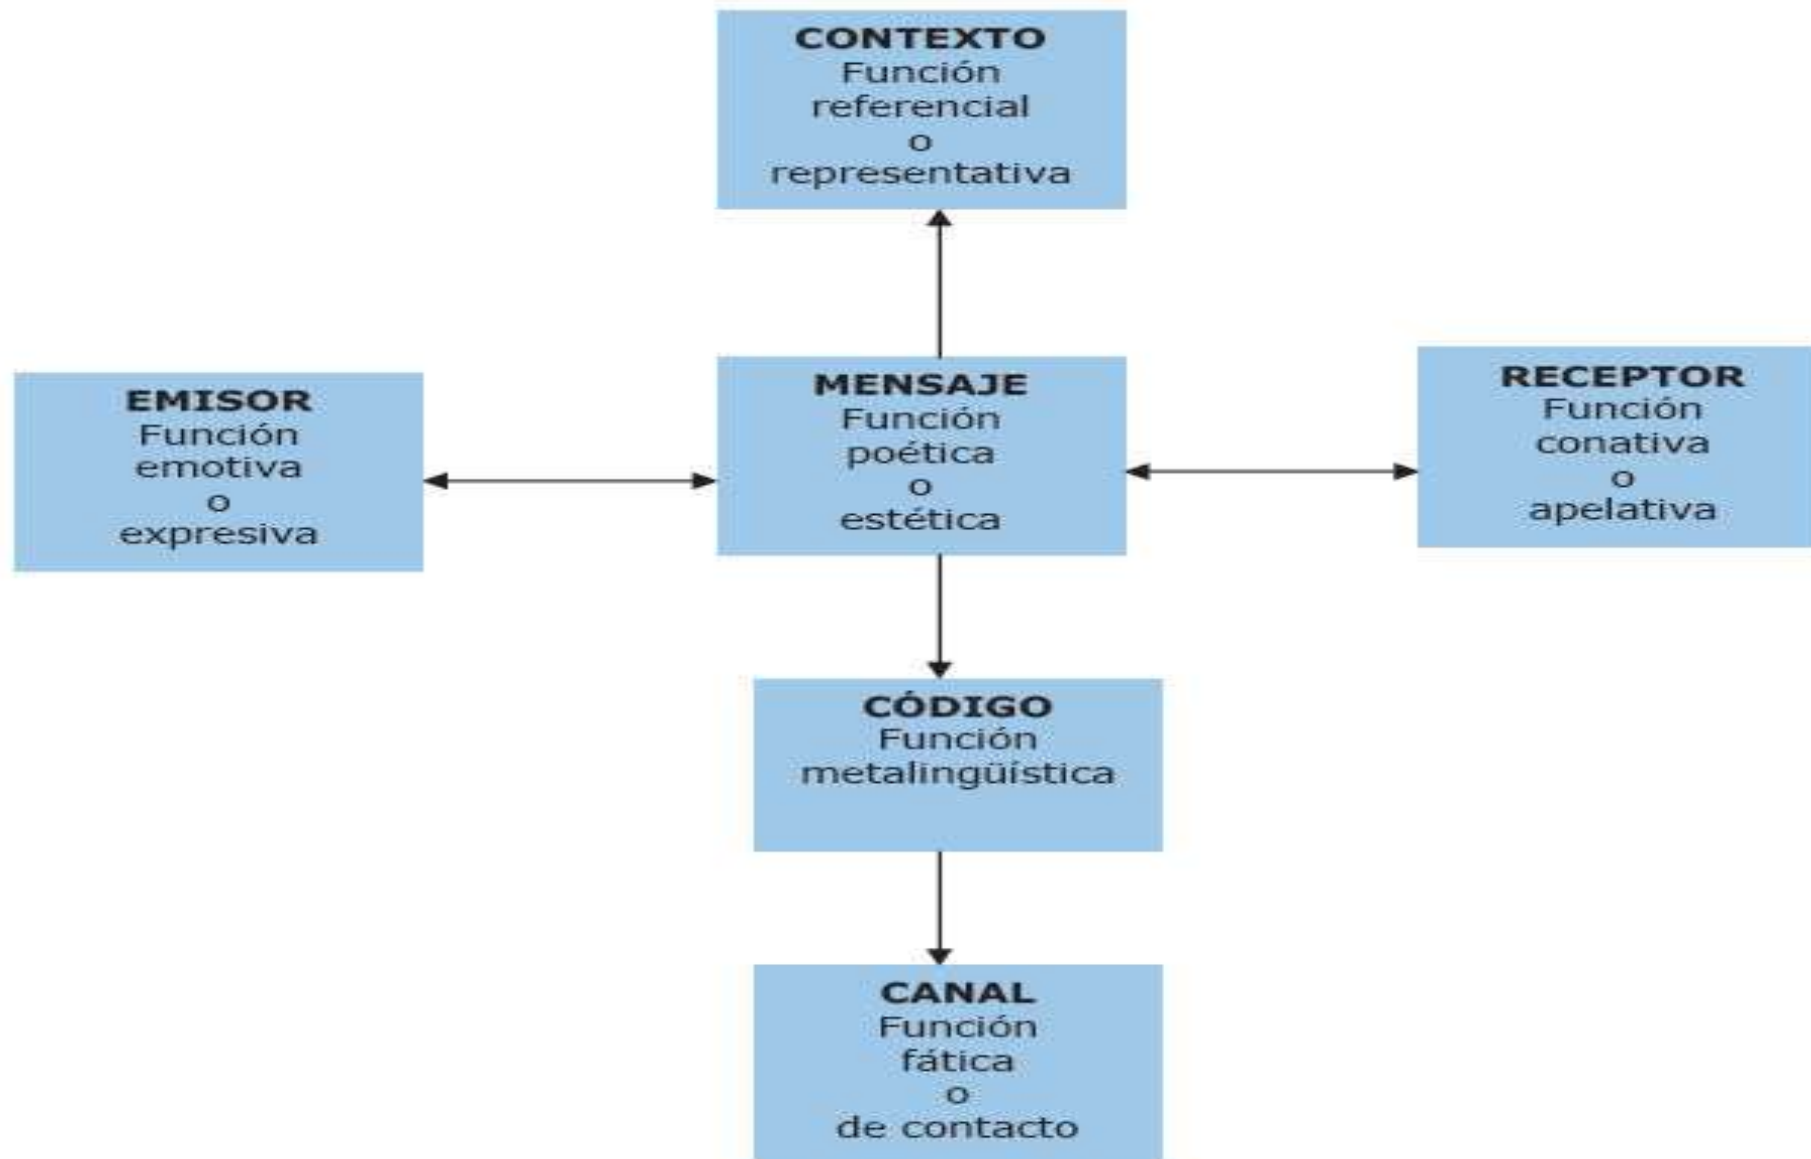 CONTEXTO
Función
referencial
o
representativa
EMISOR
Función
emotiva
o
expresiva
MENSAJE
Función
poética
o
estética
RECEPTOR
Función
conativa
o
apelativa
CÓDIGO
Función
metalingüística
CANAL
Función
fática
o
de contacto